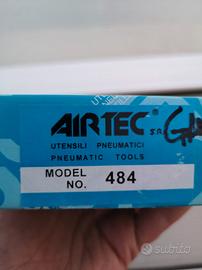 AIRTEC®
UTENSILI PNEUMATICI
PNEUMATIC TOOLS
MODEL NO. 484
subito